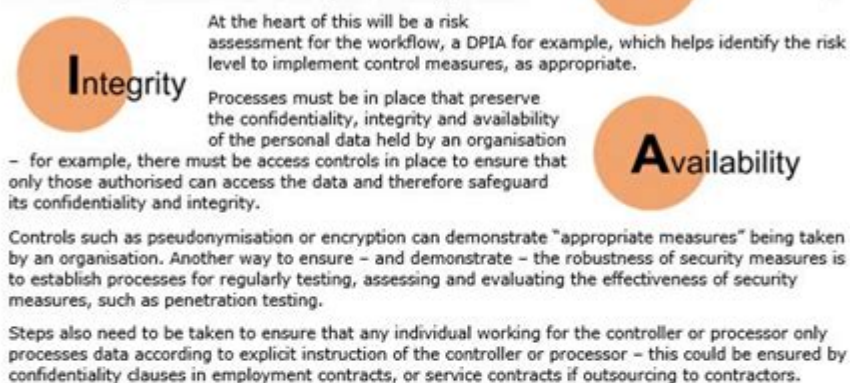 At the heart of this will be a risk
assessment for the workflow, a DPIA for example, which helps identify the risk
level to implement control measures, as appropriate.
Integrity
Processes must be in place that preserve
the confidentiality, integrity and availability
of the personal data held by an organisation
– for example, there must be access controls in place to ensure that
only those authorised can access the data and therefore safeguard
its confidentiality and integrity.
Availability
Controls such as pseudonymisation or encryption can demonstrate "appropriate measures" being taken
by an organisation. Another way to ensure – and demonstrate – the robustness of security measures is
to establish processes for regularly testing, assessing and evaluating the effectiveness of security
measures, such as penetration testing.
Steps also need to be taken to ensure that any individual working for the controller or processor only
processes data according to explicit instruction of the controller or processor – this could be ensured by
confidentiality clauses in employment contracts, or service contracts if outsourcing to contractors.